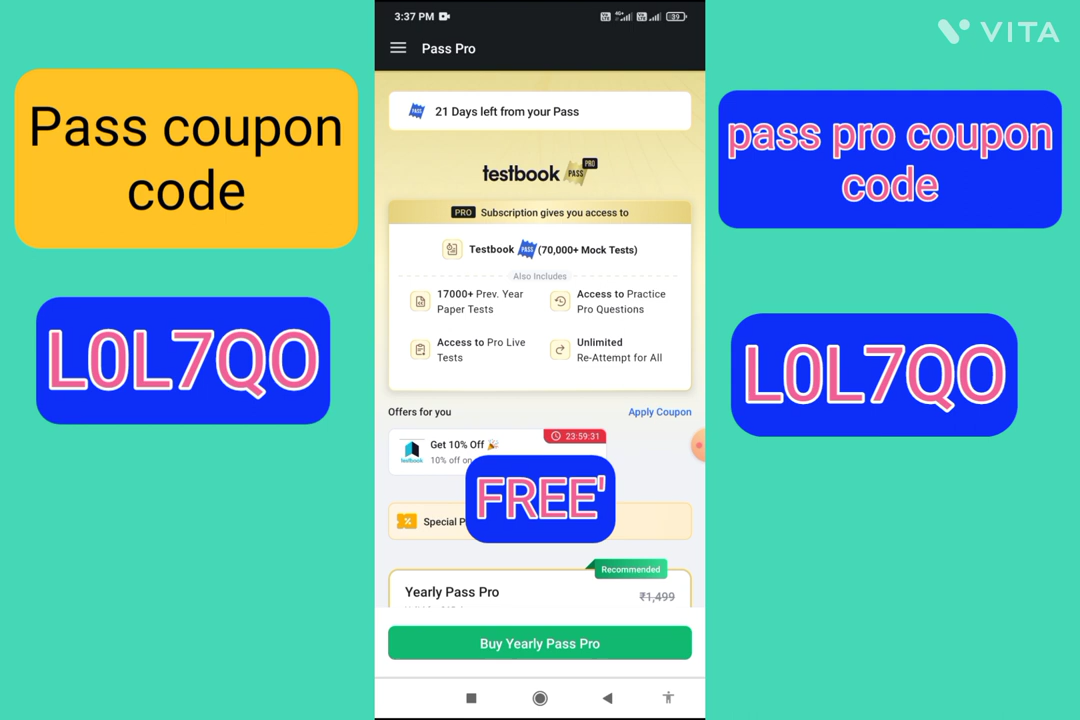 3:37 PM
4G+
39
VITA
Pass Pro
Pass coupon
code
L0L7QO
pass pro coupon
code
L0L7QO
PASS
21 Days left from your Pass
testbook PASS PRO
PRO Subscription gives you access to
Testbook PASS (70,000+ Mock Tests)
Also Includes
17000+ Prev. Year
Paper Tests
Access to Practice
Pro Questions
Access to Pro Live
Tests
Unlimited
Re-Attempt for All
Offers for you
Apply Coupon
23:59:31
Get 10% Off
testbook
10% off on
FREE'
Special P
Recommended
Yearly Pass Pro
₹1,499
Buy Yearly Pass Pro